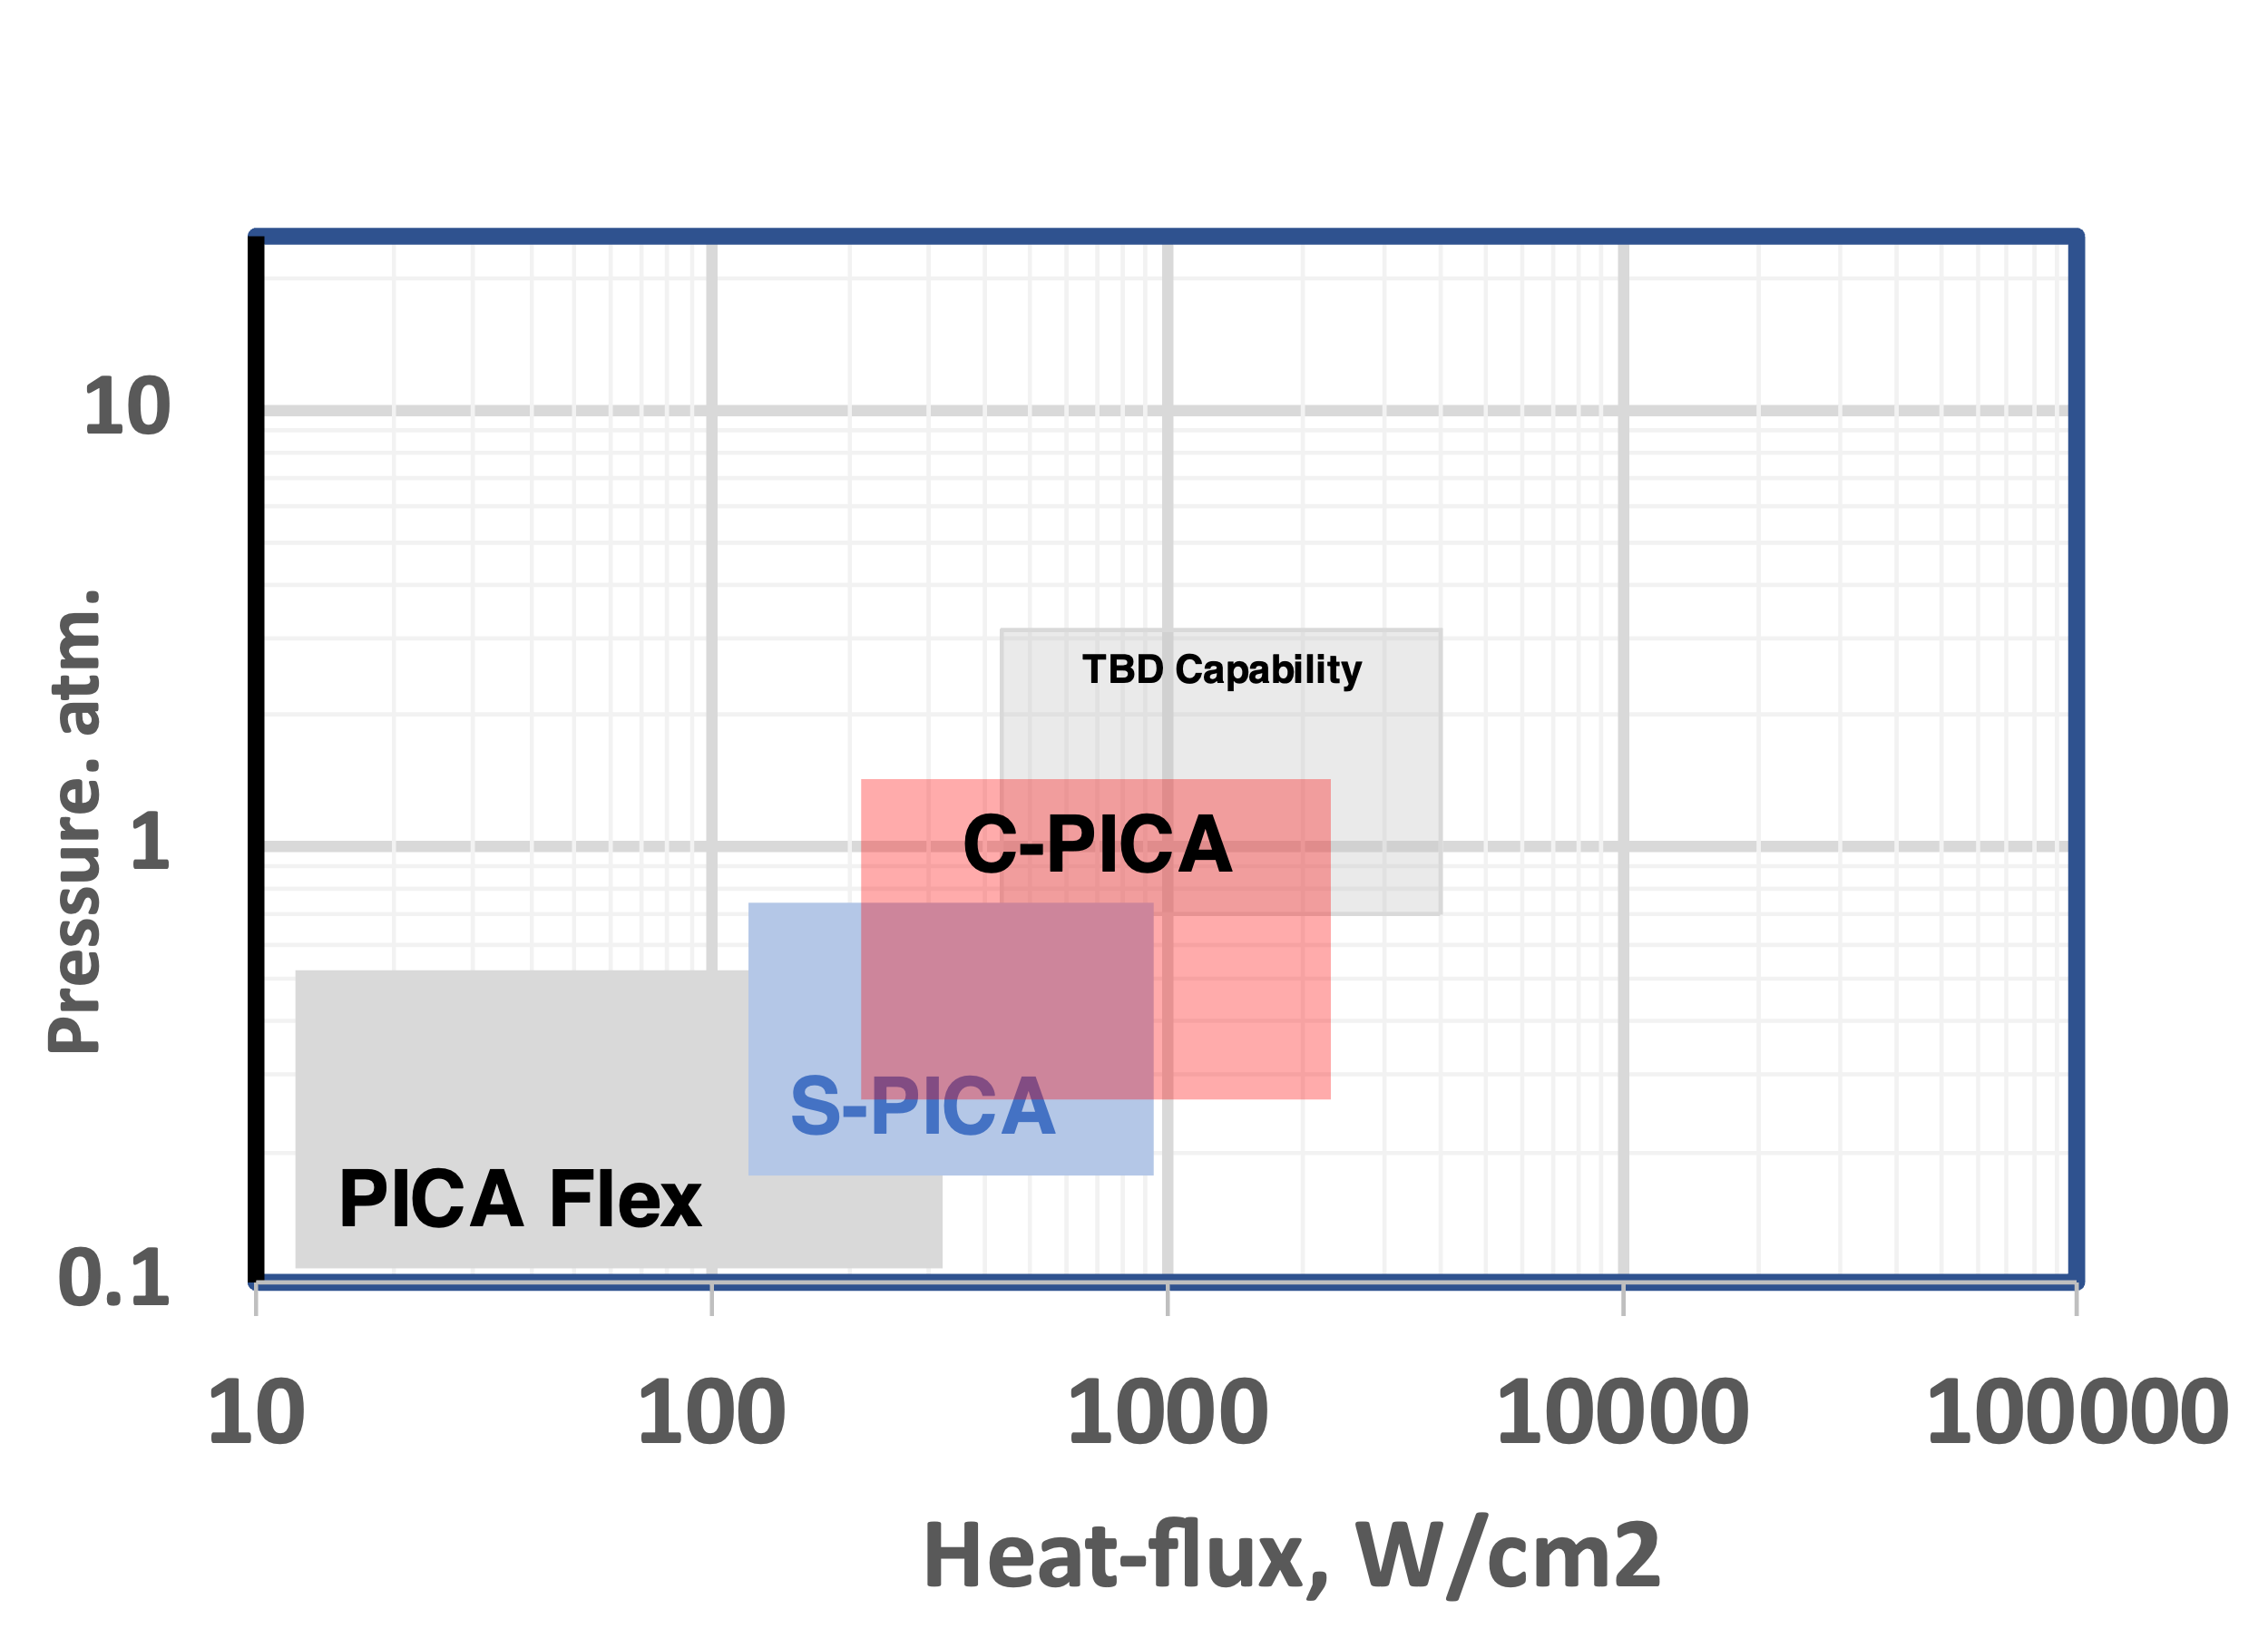 10
Pressure. atm.
1
0.1
TBD Capability
C-PICA
S-PICA
PICA Flex
10 100 1000 10000 100000
Heat-flux, W/cm2